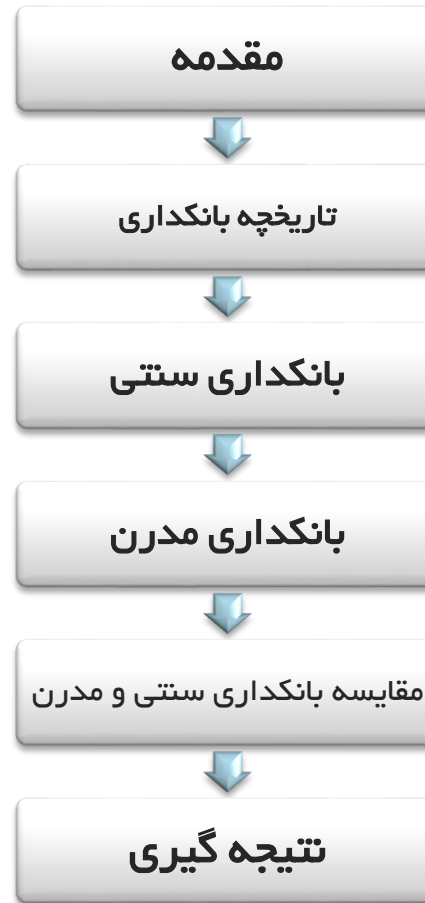 مقدمه
تاریخچه بانکداری
بانکداری سنتی
بانکداری مدرن
مقایسه بانکداری سنتی و مدرن
نتیجه گیری